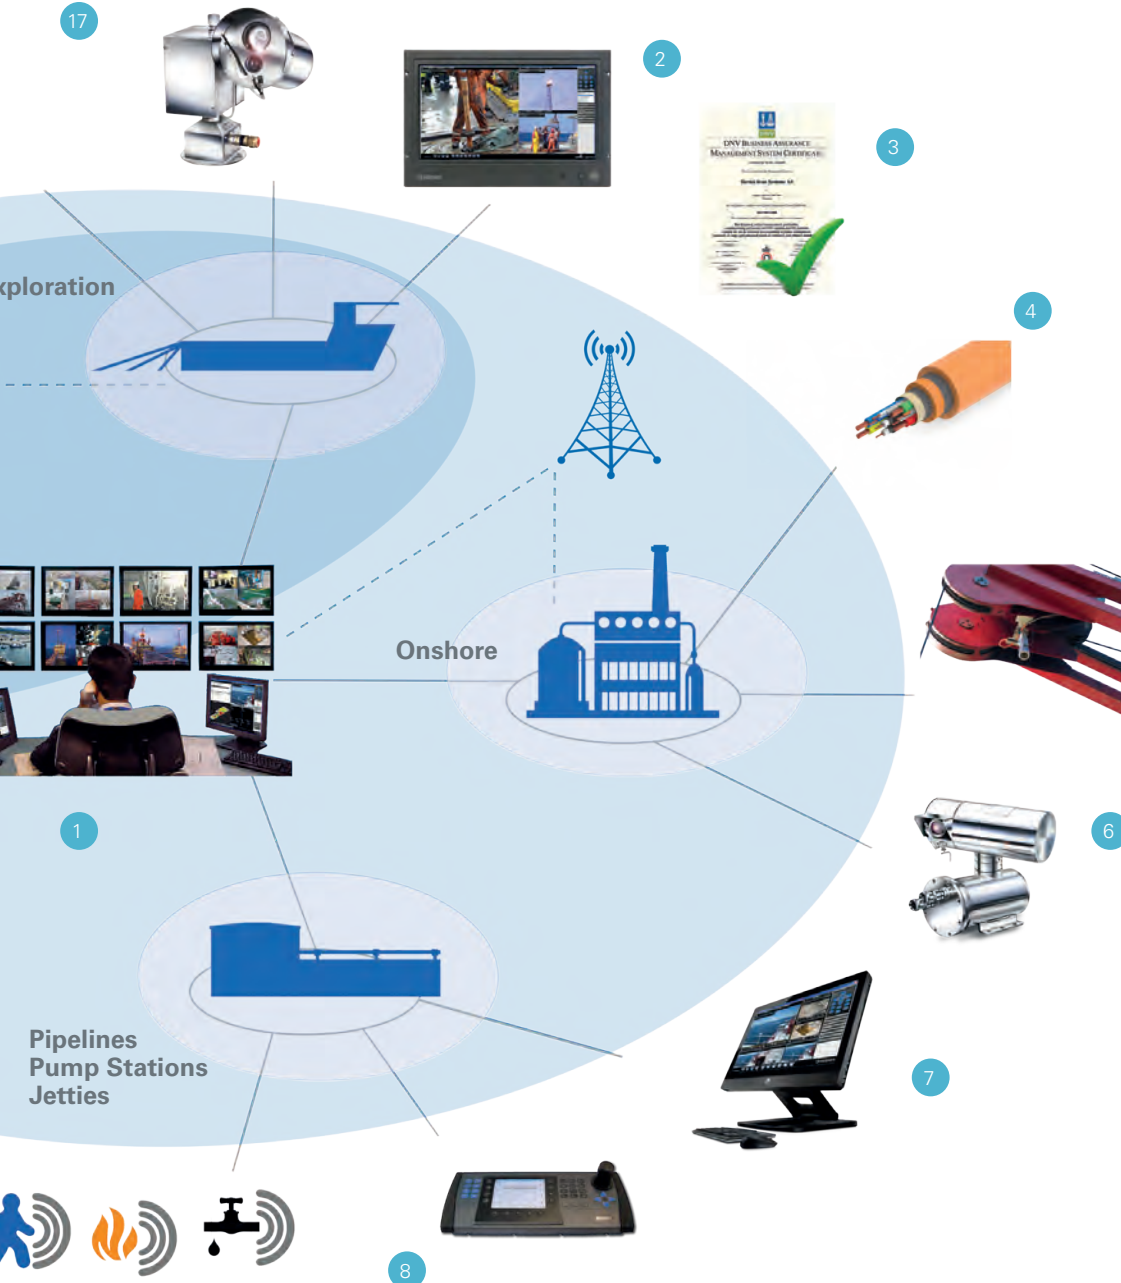 17
2
3
DNV BUSINESS ASSURANCE
MANAGEMENT SYSTEM CERTIFICATE
4
xploration
Onshore
1
6
Pipelines
Pump Stations
Jetties
7
8